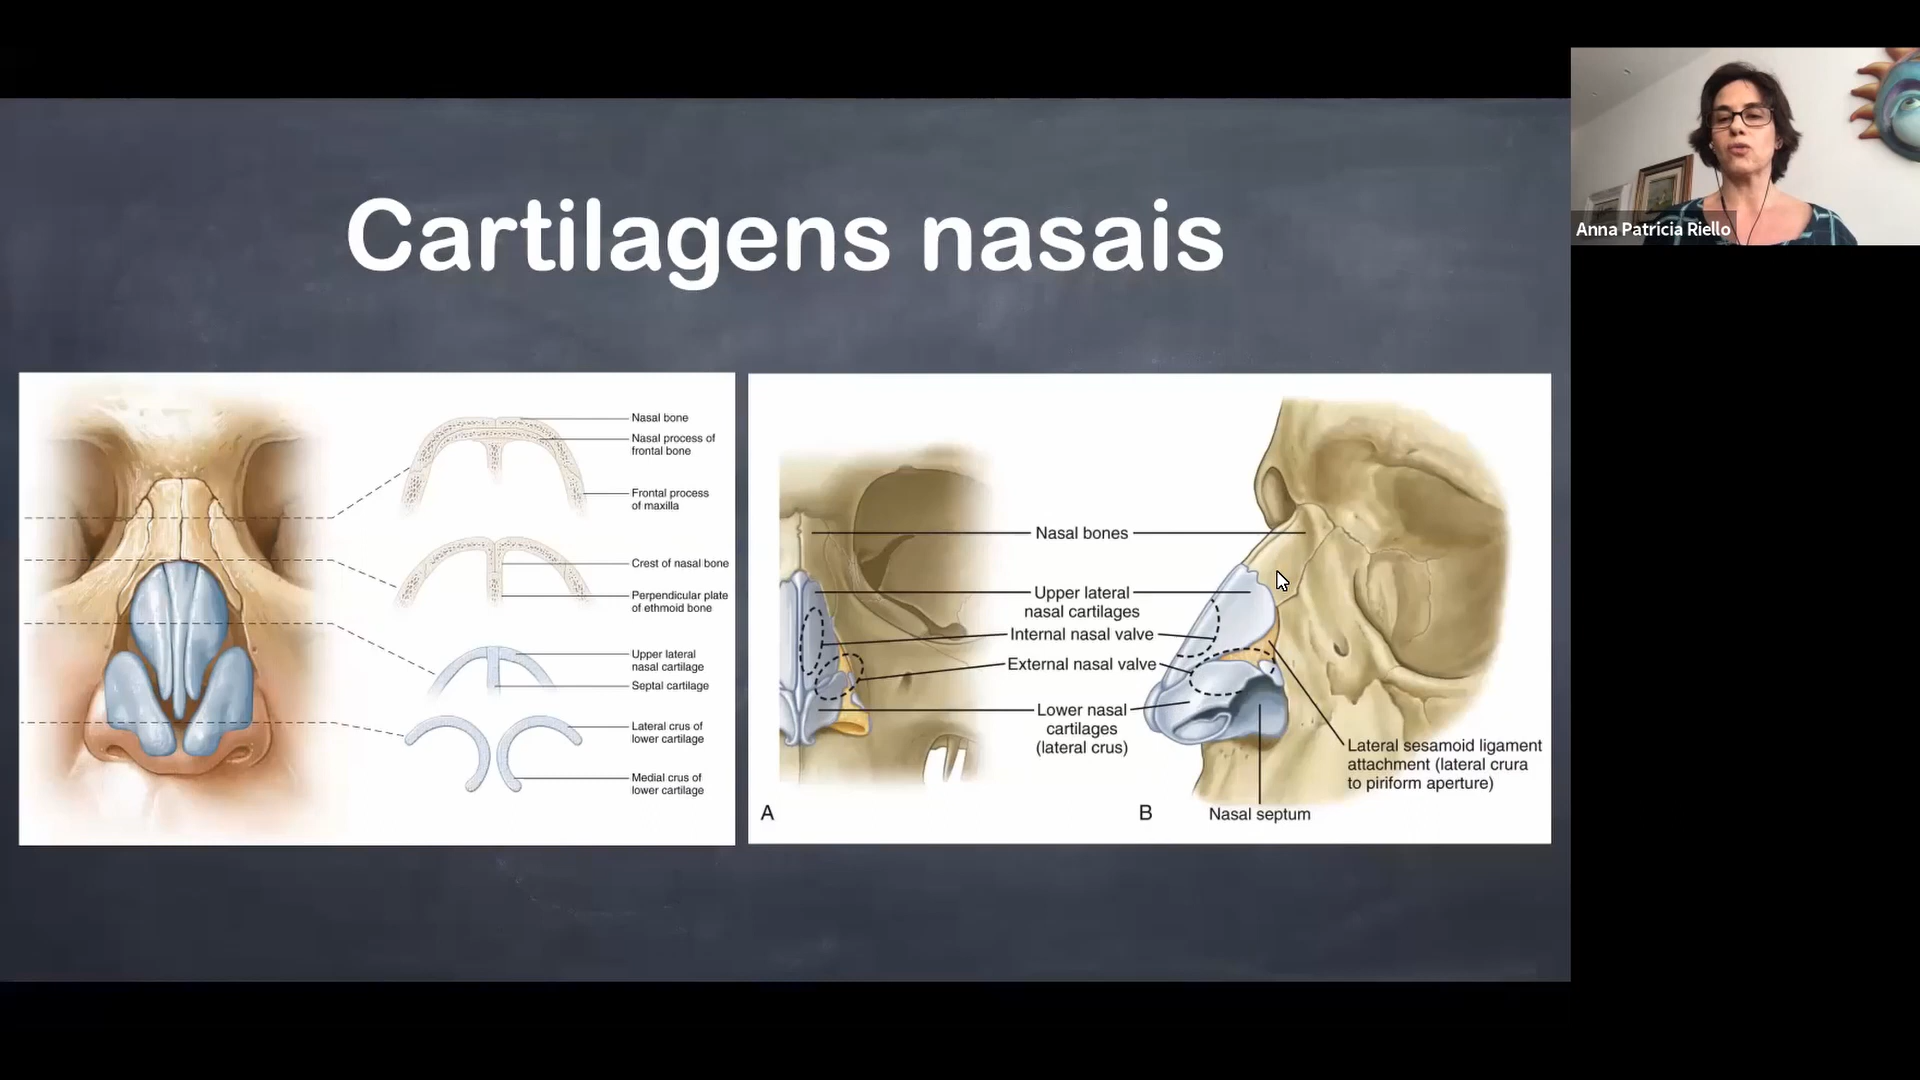 Cartilagens nasais
Anna Patricia Riello
Nasal bone
Nasal process of
frontal bone
Frontal process
of maxilla
Crest of nasal bone
Perpendicular plate
of ethmoid bone
Upper lateral
nasal cartilage
Septal cartilage
Lateral crus of
lower cartilage
Medial crus of
lower cartilage
Nasal bones
Upper lateral
nasal cartilages
Internal nasal valve
External nasal valve
Lower nasal
cartilages
(lateral crus)
Lateral sesamoid ligament
attachment (lateral crura
to piriform aperture)
A
B
Nasal septum